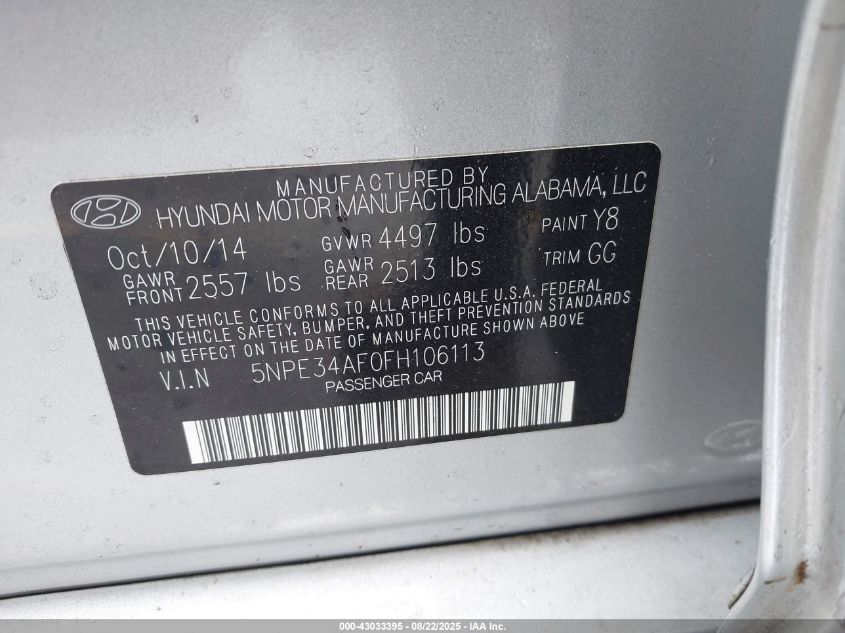 MANUFACTURED BY
HYUNDAI MOTOR MANUFACTURING ALABAMA, LLC
Oct/10/14 GVWR 4497 lbs PAINT Y8
GAWR FRONT 2557 lbs GAWR REAR 2513 lbs TRIM GG
THIS VEHICLE CONFORMS TO ALL APPLICABLE U.S.A. FEDERAL
MOTOR VEHICLE SAFETY, BUMPER, AND THEFT PREVENTION STANDARDS
IN EFFECT ON THE DATE OF MANUFACTURE SHOWN ABOVE
V.I.N 5NPE34AF0FH106113
PASSENGER CAR
000-43033395 - 08/22/2025 - IAA Inc.